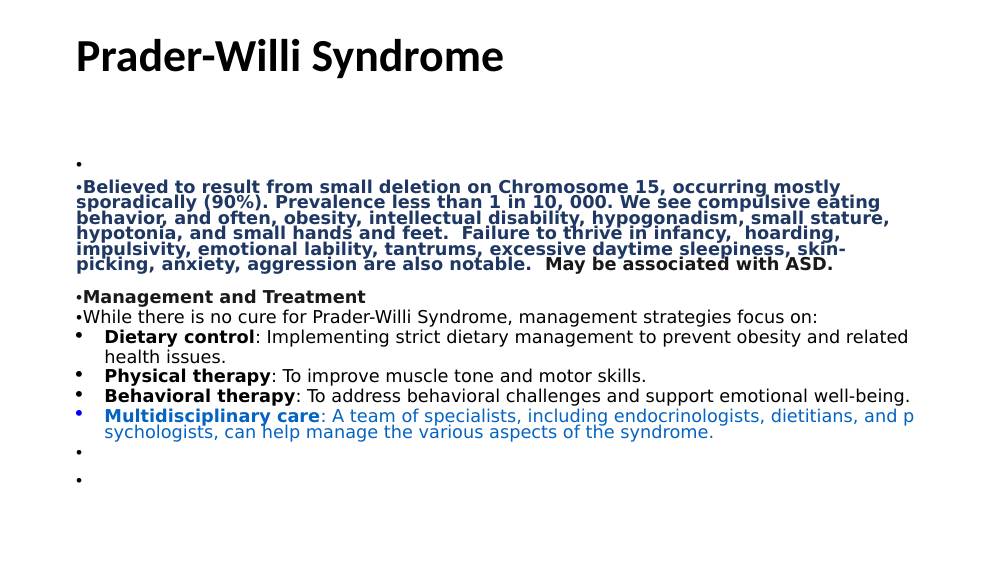 Prader-Willi Syndrome
•
•Believed to result from small deletion on Chromosome 15, occurring mostly
sporadically (90%). Prevalence less than 1 in 10, 000. We see compulsive eating
behavior, and often, obesity, intellectual disability, hypogonadism, small stature,
hypotonia, and small hands and feet.  Failure to thrive in infancy,  hoarding,
impulsivity, emotional lability, tantrums, excessive daytime sleepiness, skin-
picking, anxiety, aggression are also notable.  May be associated with ASD.
•Management and Treatment
•While there is no cure for Prader-Willi Syndrome, management strategies focus on:
• Dietary control: Implementing strict dietary management to prevent obesity and related
health issues.
• Physical therapy: To improve muscle tone and motor skills.
• Behavioral therapy: To address behavioral challenges and support emotional well-being.
• Multidisciplinary care: A team of specialists, including endocrinologists, dietitians, and p
sychologists, can help manage the various aspects of the syndrome.
•
•